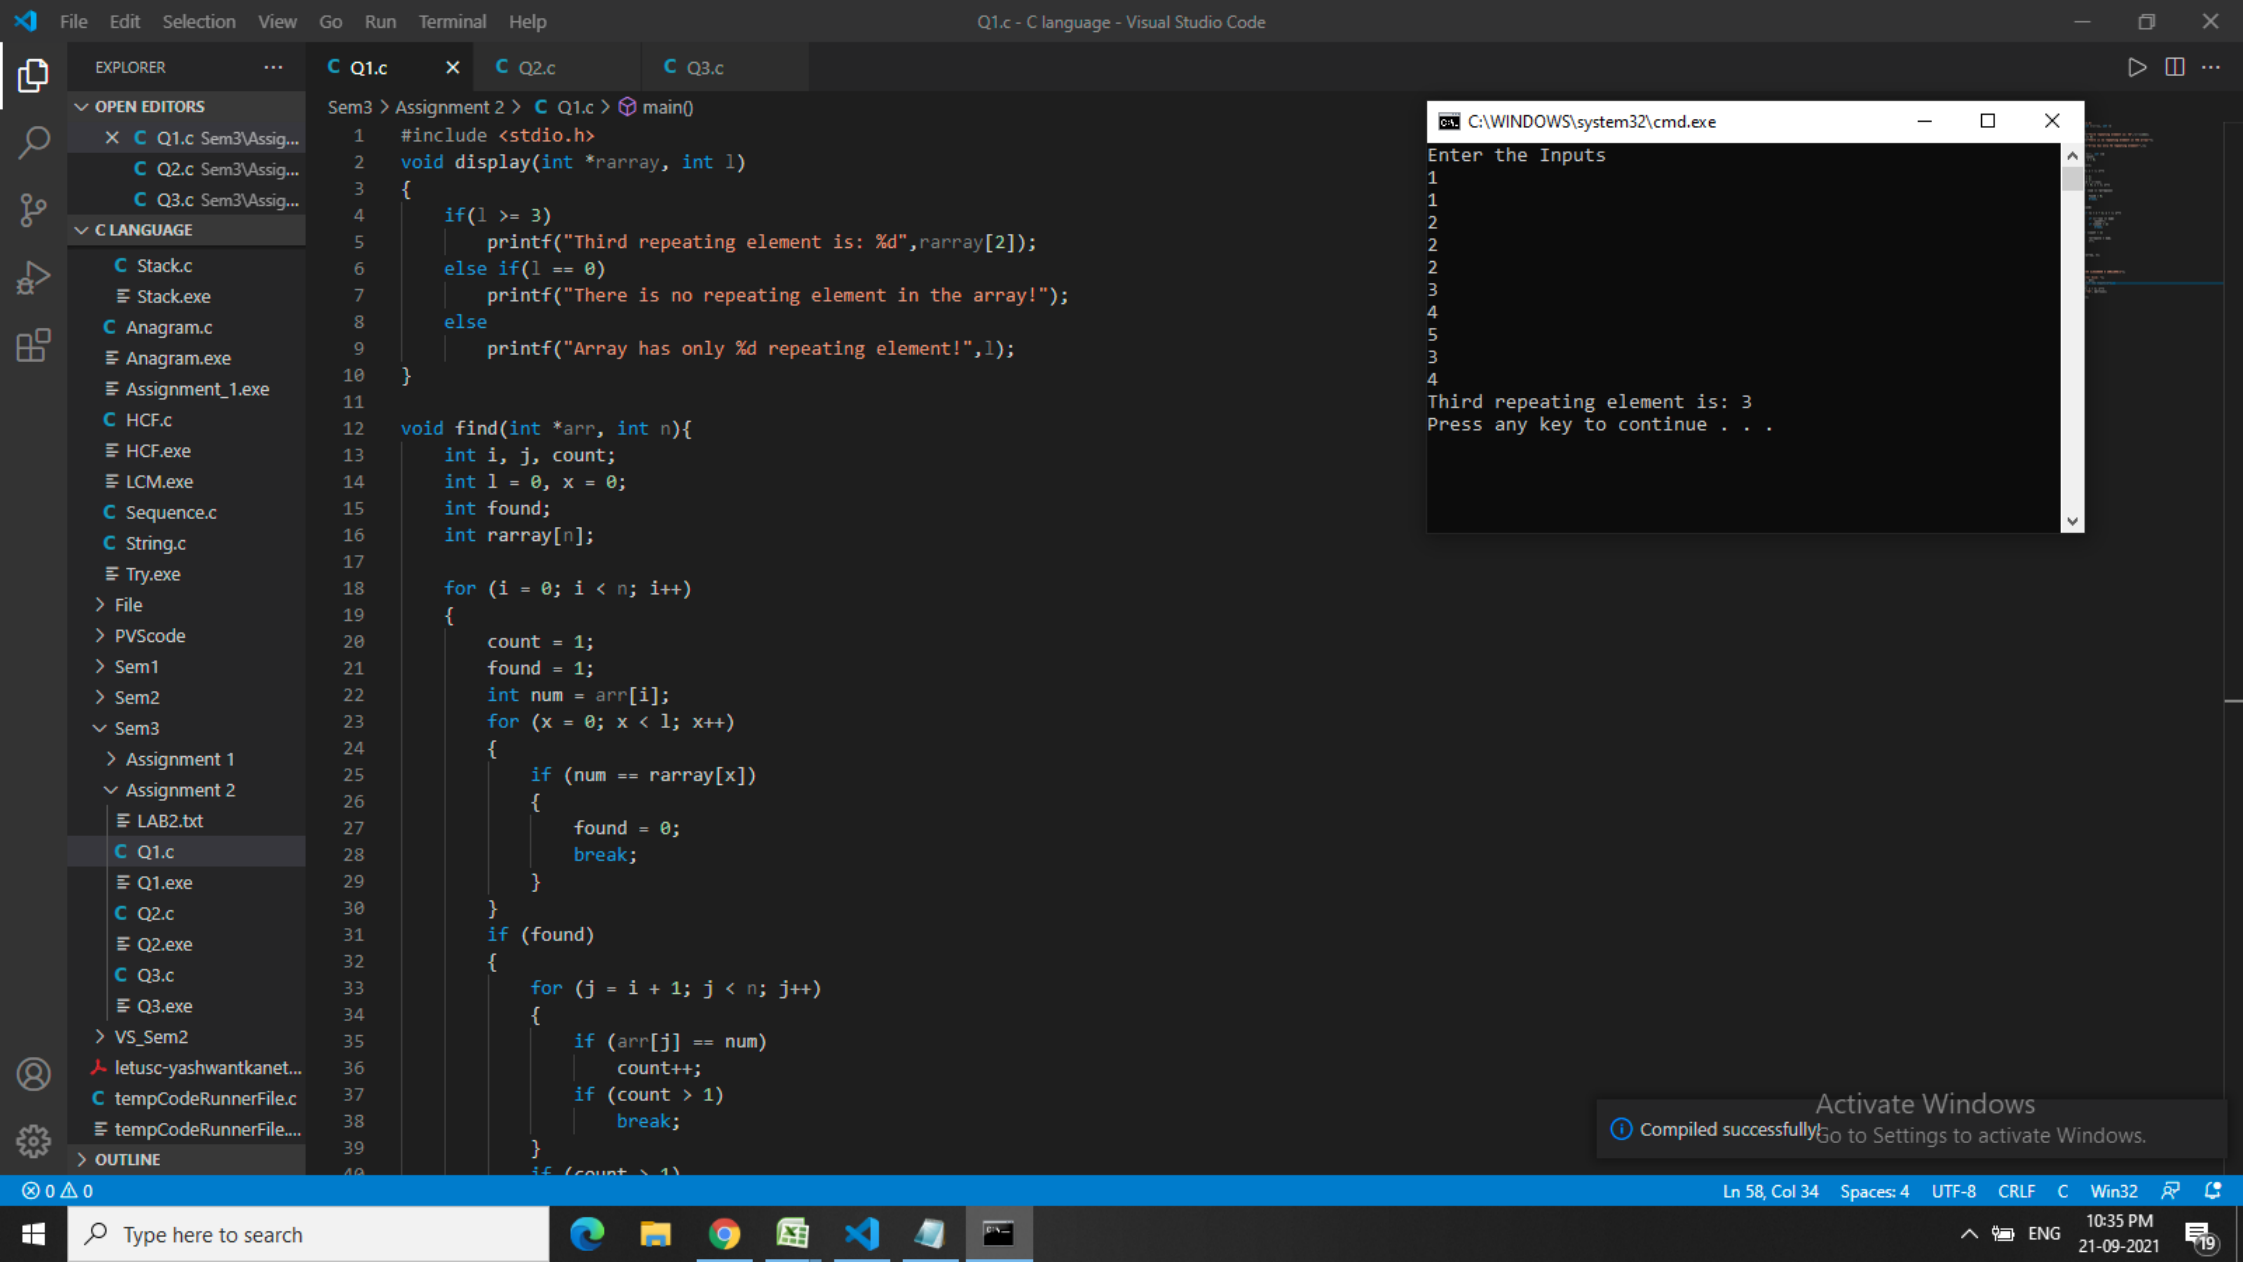 File Edit Selection View Go Run Terminal Help
Q1.c - C language - Visual Studio Code
EXPLORER ...
OPEN EDITORS
Q1.c Sem3\Assig...
Q2.c Sem3\Assig...
Q3.c Sem3\Assig...
C LANGUAGE
C Stack.c
Stack.exe
C Anagram.c
Anagram.exe
Assignment_1.exe
C HCF.c
HCF.exe
LCM.exe
C Sequence.c
C String.c
Try.exe
File
PVScode
Sem1
Sem2
Sem3
Assignment 1
Assignment 2
LAB2.txt
C Q1.c
Q1.exe
C Q2.c
Q2.exe
C Q3.c
Q3.exe
VS_Sem2
letusc-yashwantkanet...
C tempCodeRunnerFile.c
tempCodeRunnerFile....
OUTLINE
C Q1.c C Q2.c C Q3.c
Sem3 > Assignment 2 > C Q1.c > main()
1 #include <stdio.h>
2 void display(int *rarray, int l)
3 {
4 if(l >= 3)
5 printf("Third repeating element is: %d",rarray[2]);
6 else if(l == 0)
7 printf("There is no repeating element in the array!");
8 else
9 printf("Array has only %d repeating element!",l);
10 }
11
12 void find(int *arr, int n){
13 int i, j, count;
14 int l = 0, x = 0;
15 int found;
16 int rarray[n];
17
18 for (i = 0; i < n; i++)
19 {
20 count = 1;
21 found = 1;
22 int num = arr[i];
23 for (x = 0; x < l; x++)
24 {
25 if (num == rarray[x])
26 {
27 found = 0;
28 break;
29 }
30 }
31 if (found)
32 {
33 for (j = i + 1; j < n; j++)
34 {
35 if (arr[j] == num)
36 count++;
37 if (count > 1)
38 break;
39 }
40 if (count > 1)
C:\WINDOWS\system32\cmd.exe
Enter the Inputs
1
1
2
2
2
3
4
5
3
4
Third repeating element is: 3
Press any key to continue . . .
Activate Windows
Compiled successfully!
Go to Settings to activate Windows.
0 0
Ln 58, Col 34 Spaces: 4 UTF-8 CRLF C Win32
Type here to search
ENG
10:35 PM
21-09-2021
19